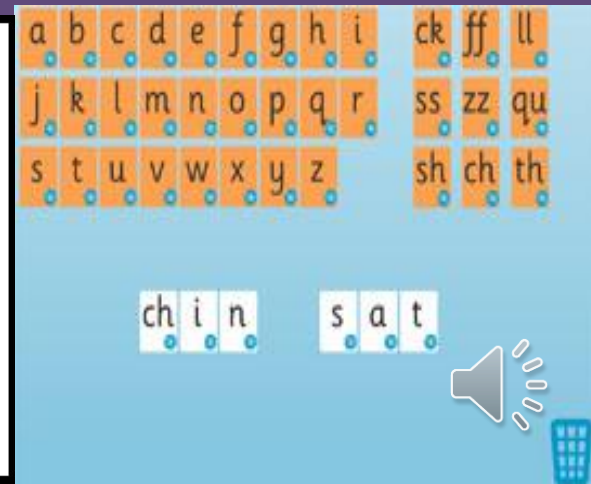 a b c d e f g h i ck ff ll
j k l m n o p q r ss zz qu
s t u v w x y z sh ch th
ch i n s a t